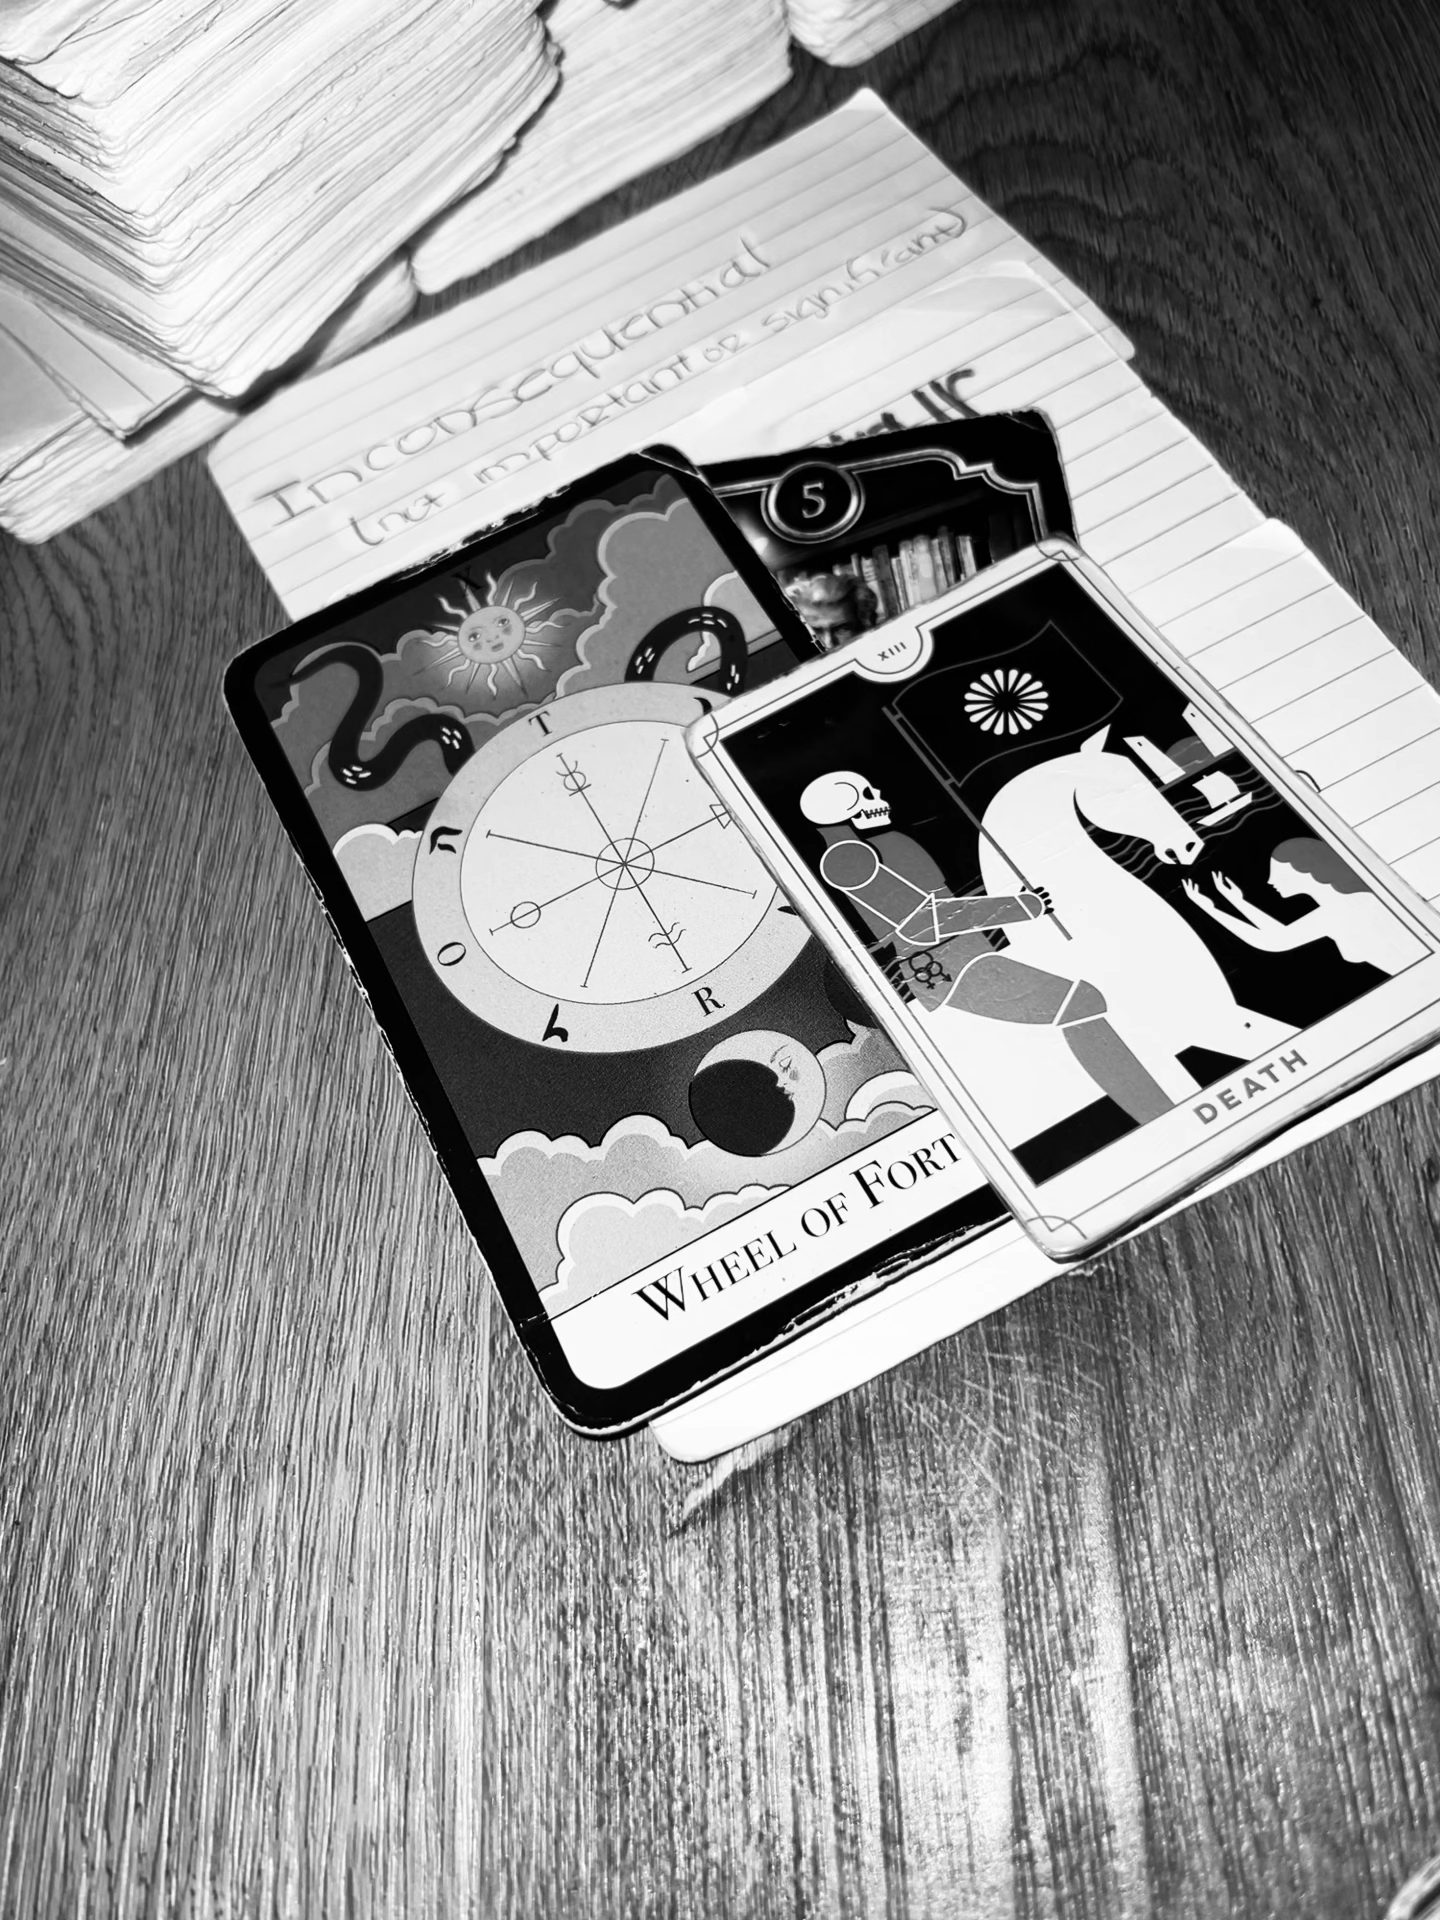 Inconsequential
(not important or significant)
5
X
XIII
T
ה
O
ו
R
DEATH
WHEEL OF FORT